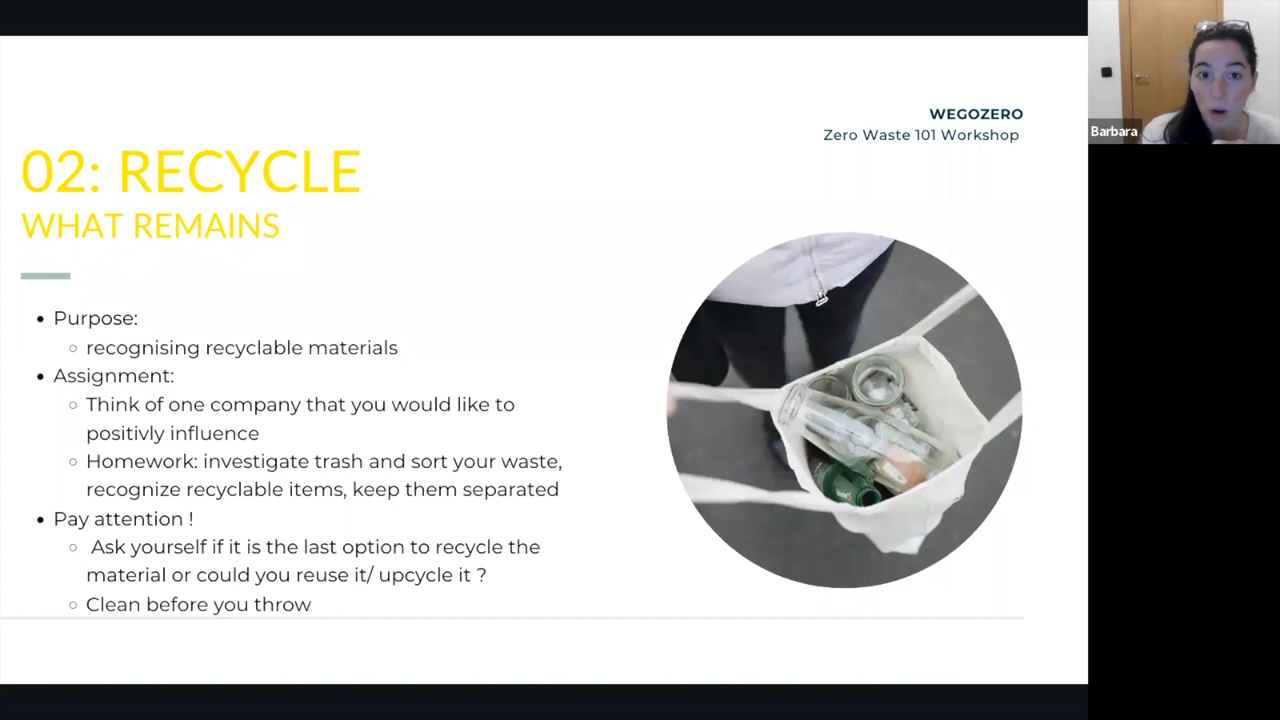 WEGOZERO
Zero Waste 101 Workshop
02: RECYCLE
WHAT REMAINS
• Purpose:
○ recognising recyclable materials
• Assignment:
○ Think of one company that you would like to
positivly influence
○ Homework: investigate trash and sort your waste,
recognize recyclable items, keep them separated
• Pay attention !
○ Ask yourself if it is the last option to recycle the
material or could you reuse it/ upcycle it ?
○ Clean before you throw
Barbara